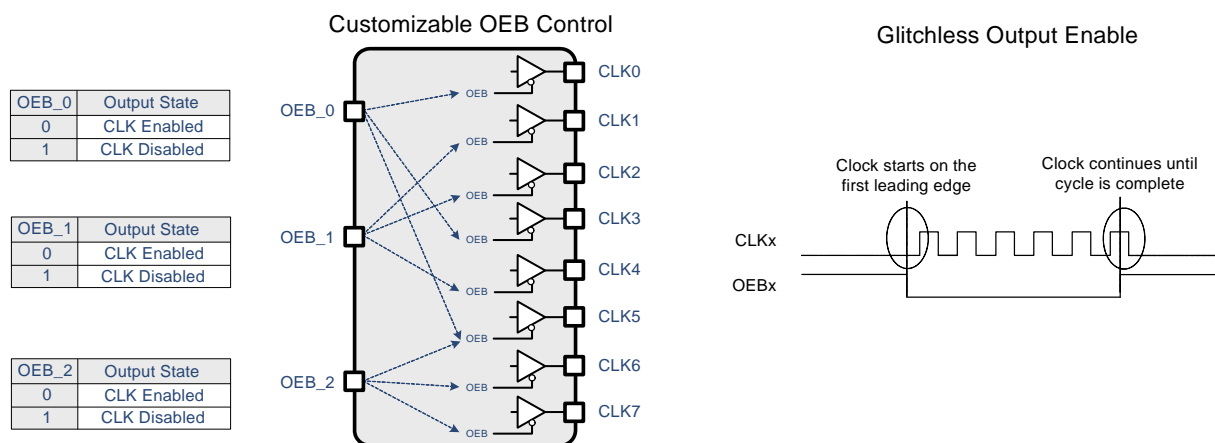 Customizable OEB Control
Glitchless Output Enable
OEB_0 Output State
0 CLK Enabled
1 CLK Disabled
OEB_1 Output State
0 CLK Enabled
1 CLK Disabled
OEB_2 Output State
0 CLK Enabled
1 CLK Disabled
OEB_0
OEB_1
OEB_2
OEB
CLK0
OEB
CLK1
OEB
CLK2
OEB
CLK3
OEB
CLK4
OEB
CLK5
OEB
CLK6
OEB
CLK7
Clock starts on the
first leading edge
Clock continues until
cycle is complete
CLKx
OEBx